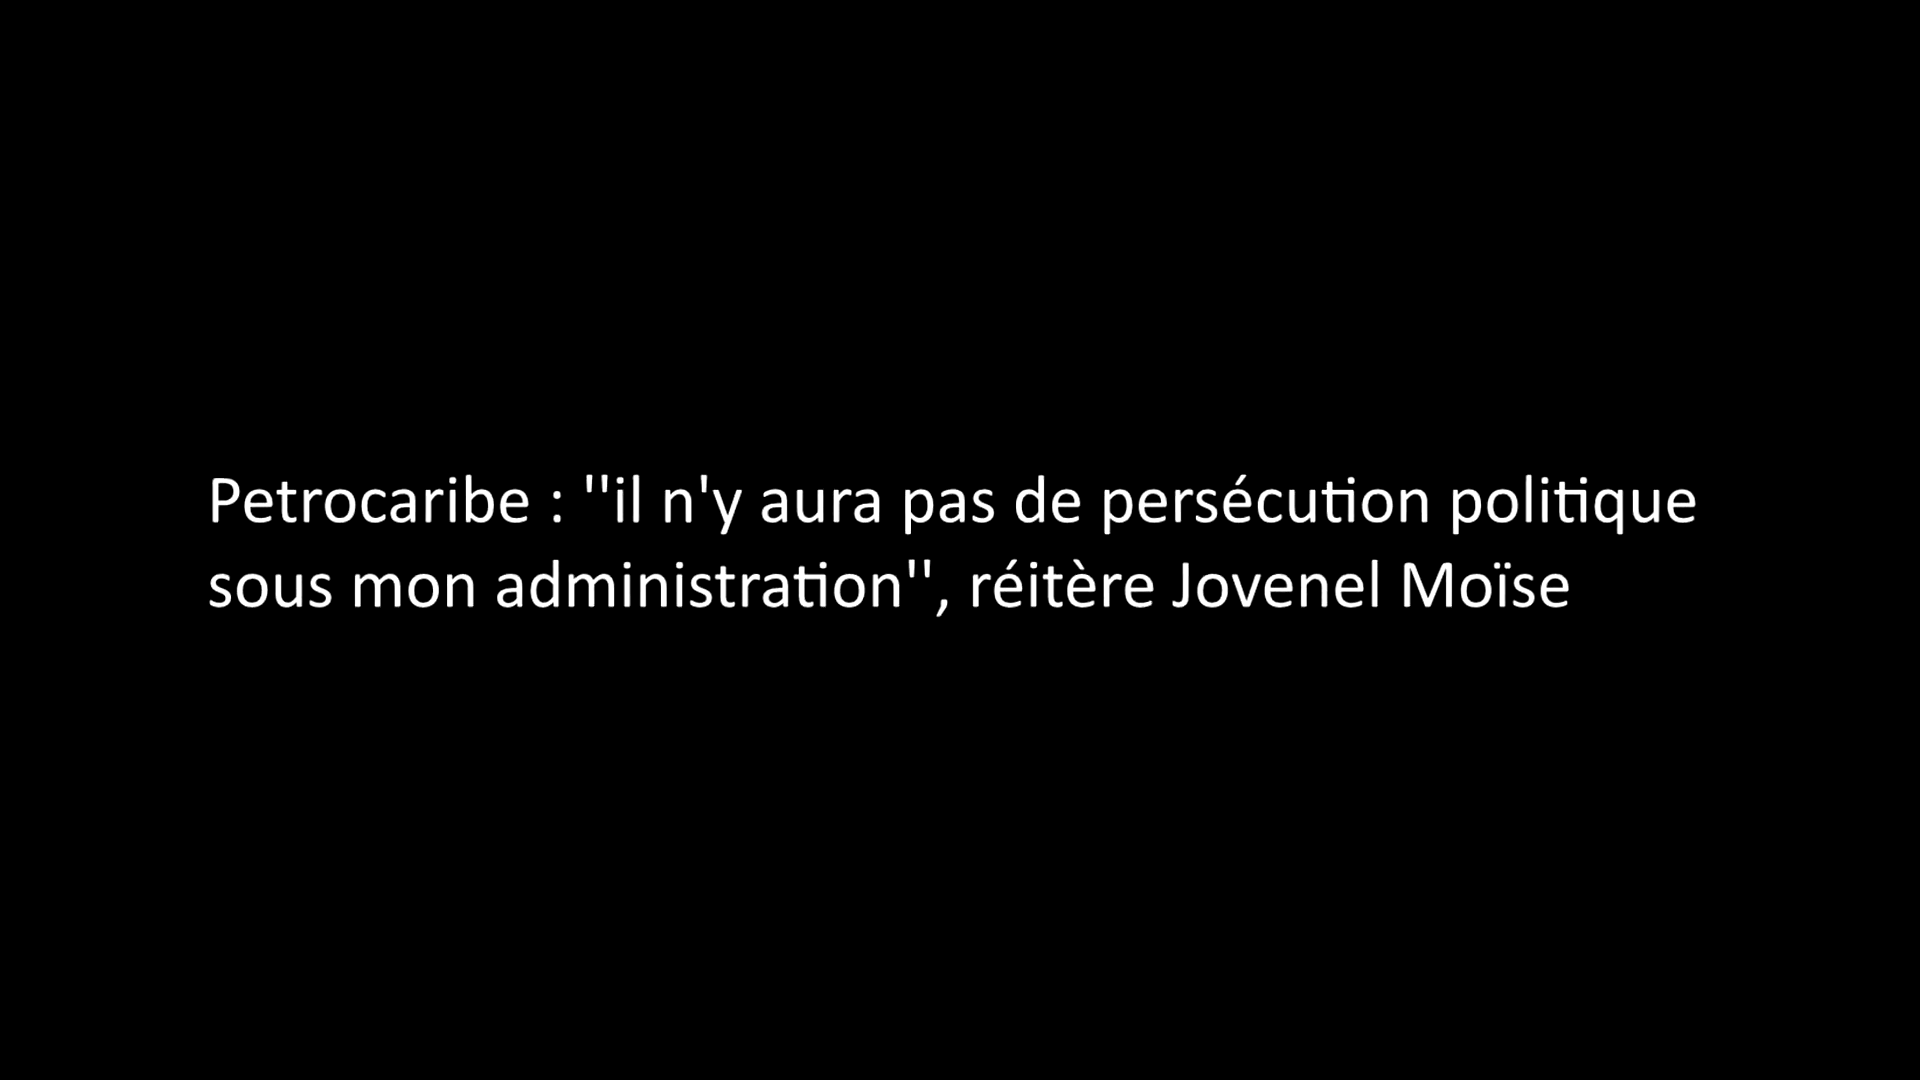 Petrocaribe : ''il n'y aura pas de persécution politique
sous mon administration'', réitère Jovenel Moïse